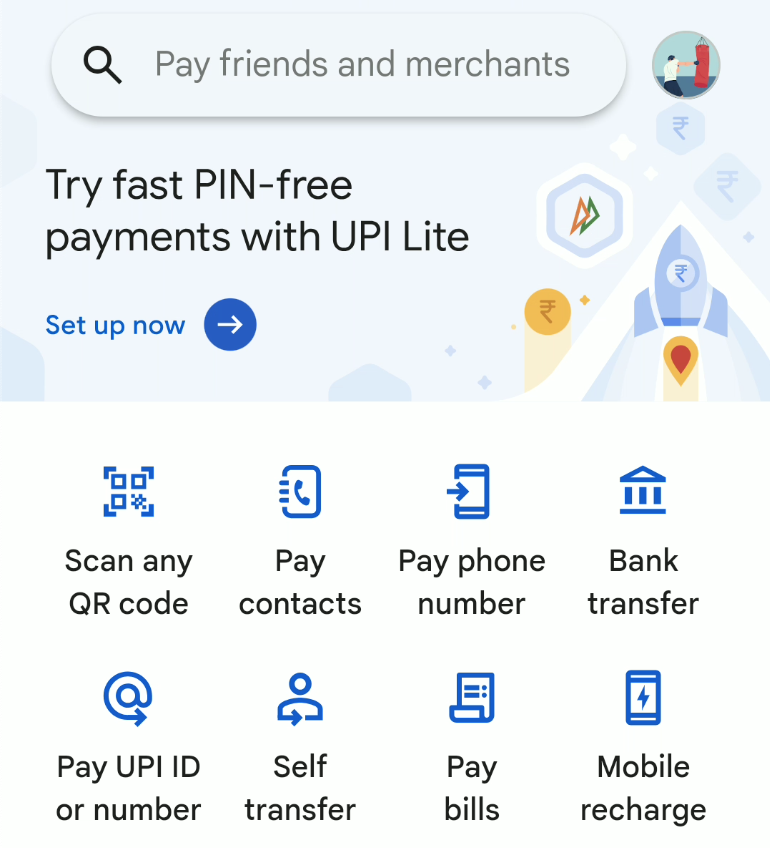 Pay friends and merchants
₹
₹
Try fast PIN-free
payments with UPI Lite
₹
₹
Set up now
Scan any
QR code
Pay
contacts
Pay phone
number
Bank
transfer
Pay UPI ID
or number
Self
transfer
Pay
bills
Mobile
recharge